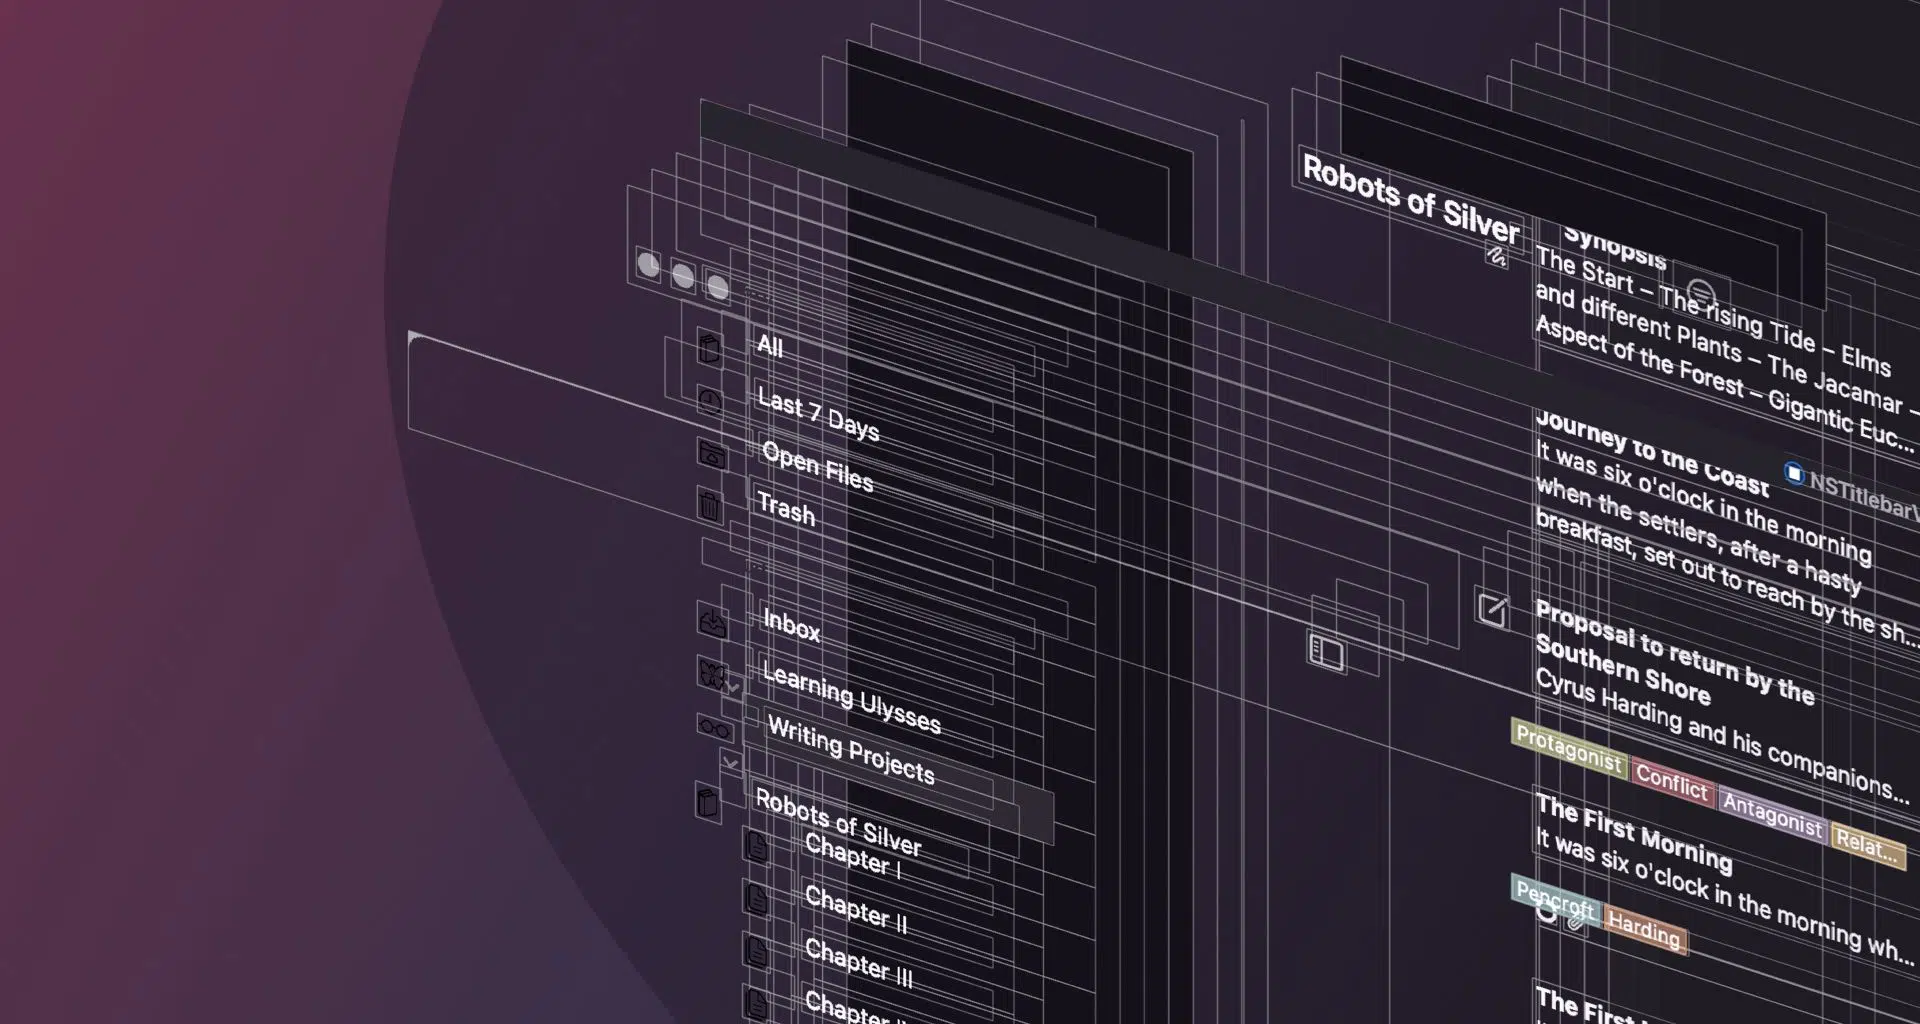 All
Last 7 Days
Open Files
Trash
Inbox
Learning Ulysses
Writing Projects
Robots of Silver
Chapter I
Chapter II
Chapter III
Chapter
Robots of Silver
Synopsis
The Start – The rising Tide – Elms
and different Plants – The Jacamar –
Aspect of the Forest – Gigantic Euc...
Journey to the Coast
NSTitlebarV
It was six o'clock in the morning
when the settlers, after a hasty
breakfast, set out to reach by the sh...
Proposal to return by the
Southern Shore
Cyrus Harding and his companions...
Protagonist Conflict Antagonist Relat...
The First Morning
It was six o'clock in the morning wh...
Pencroft Harding
The First